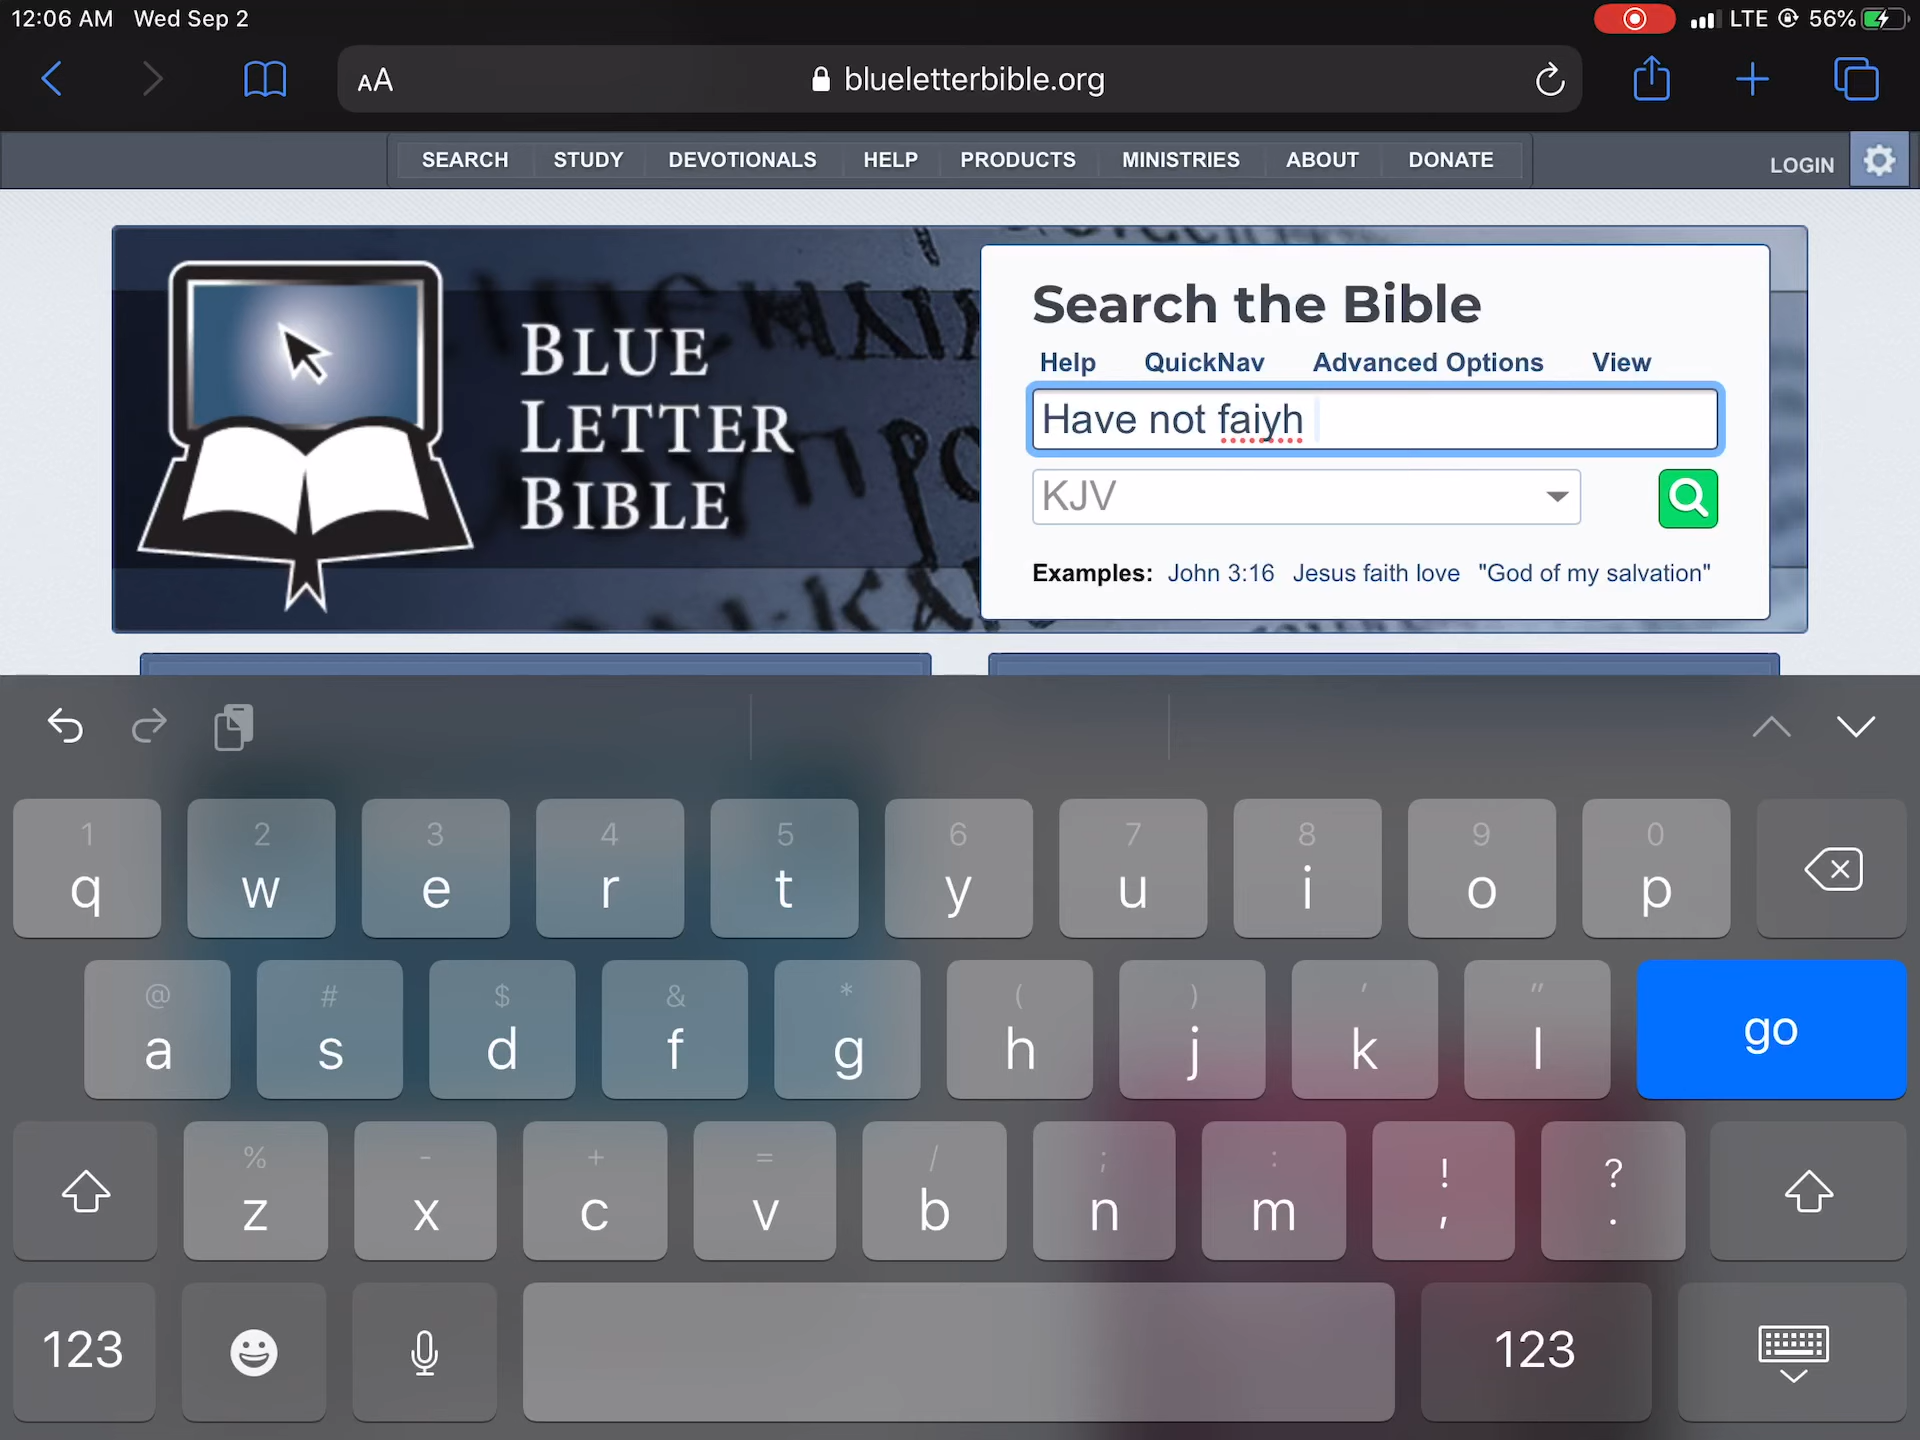 12:06 AM Wed Sep 2 LTE 56%
AA blueletterbible.org
SEARCH STUDY DEVOTIONALS HELP PRODUCTS MINISTRIES ABOUT DONATE LOGIN
BLUE
LETTER
BIBLE
Search the Bible
Help QuickNav Advanced Options View
Have not faiyh
KJV
Examples: John 3:16 Jesus faith love "God of my salvation"
1 2 3 4 5 6 7 8 9 0
q w e r t y u i o p
@ # $ & * ( ) ' "
a s d f g h j k l go
% - + = / ; : ! ?
z x c v b n m , .
123 123